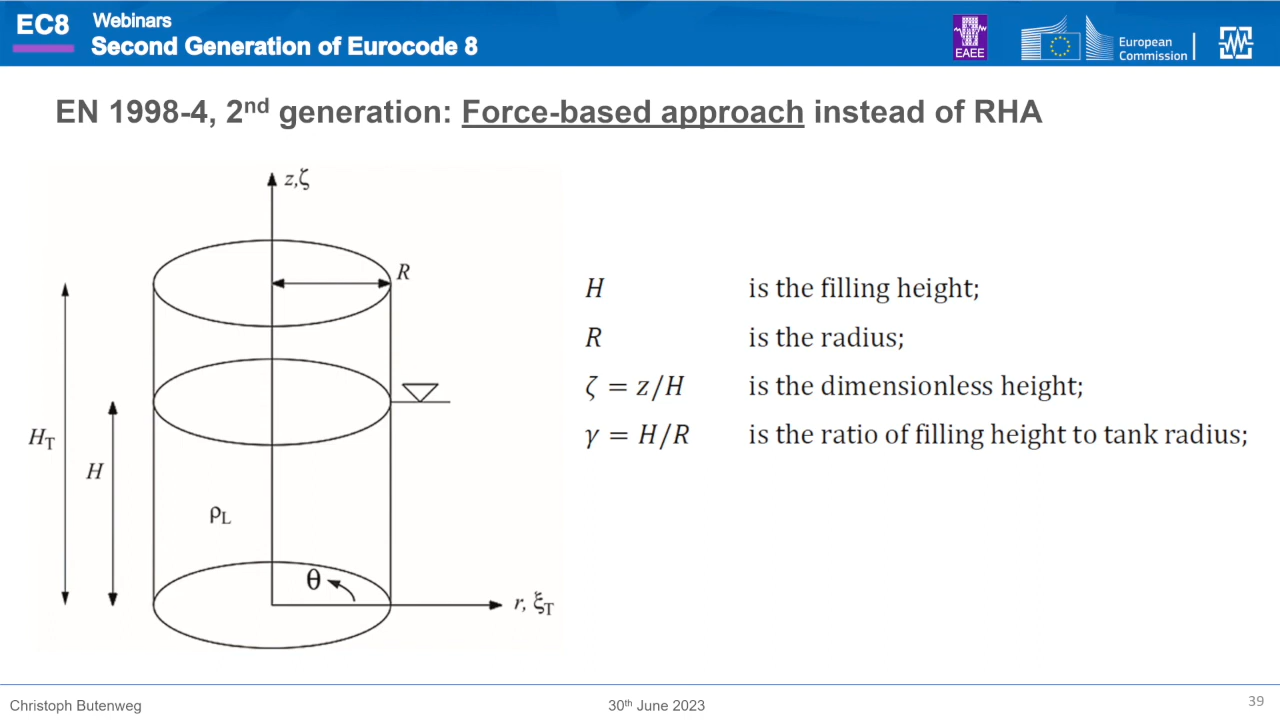 EC8
Webinars
Second Generation of Eurocode 8
EAEE
European
Commission
EN 1998-4, 2nd generation: Force-based approach instead of RHA
z,ζ
R
H_T
H
ρ_L
θ
r, ξ_T
H is the filling height;
R is the radius;
ζ = z/H is the dimensionless height;
γ = H/R is the ratio of filling height to tank radius;
Christoph Butenweg
30th June 2023
39